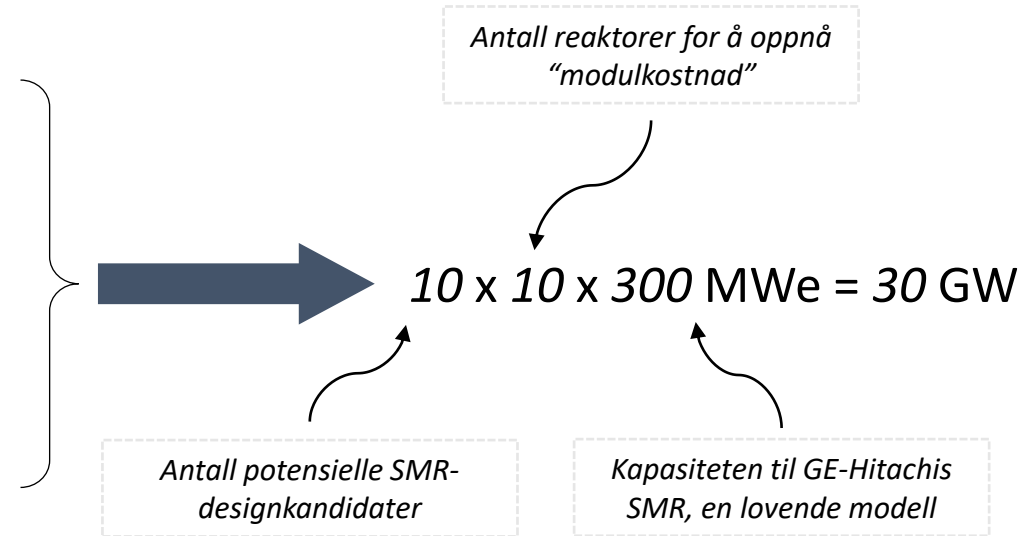 Antall reaktorer for å oppnå
“modulkostnad”
10 x 10 x 300 MWe = 30 GW
Antall potensielle SMR-
designkandidater
Kapasiteten til GE-Hitachis
SMR, en lovende modell